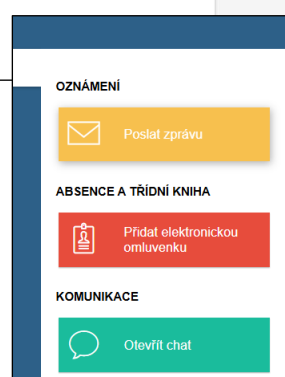 OZNÁMENÍ
Poslat zprávu
ABSENCE A TŘÍDNÍ KNIHA
Přidat elektronickou
omluvenku
KOMUNIKACE
Otevřít chat